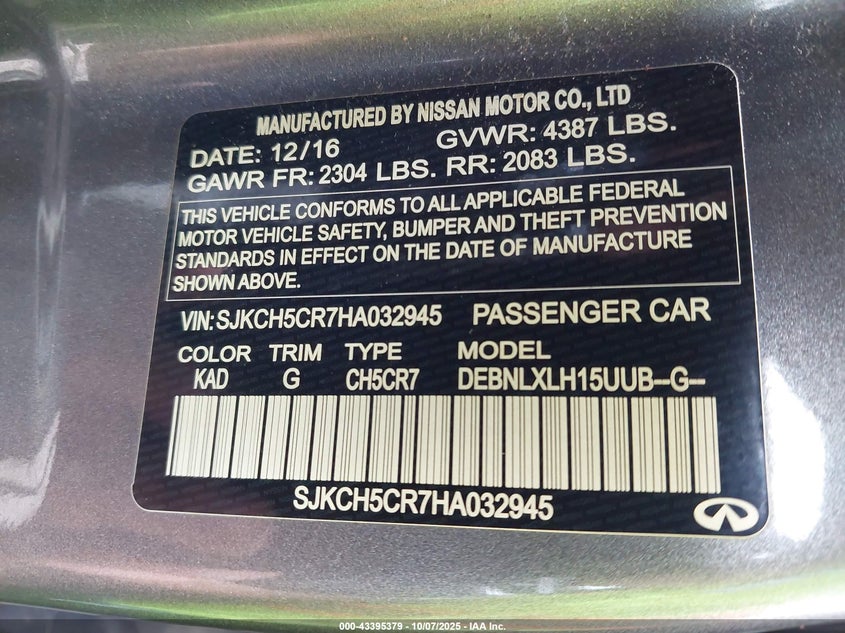 MANUFACTURED BY NISSAN MOTOR CO., LTD
DATE: 12/16 GVWR: 4387 LBS.
GAWR FR: 2304 LBS. RR: 2083 LBS.
THIS VEHICLE CONFORMS TO ALL APPLICABLE FEDERAL
MOTOR VEHICLE SAFETY, BUMPER AND THEFT PREVENTION
STANDARDS IN EFFECT ON THE DATE OF MANUFACTURE
SHOWN ABOVE.
VIN: SJKCH5CR7HA032945 PASSENGER CAR
COLOR TRIM TYPE MODEL
KAD G CH5CR7 DEBNLXLH15UUB--G--
SJKCH5CR7HA032945
000-43395379 - 10/07/2025 - IAA Inc.